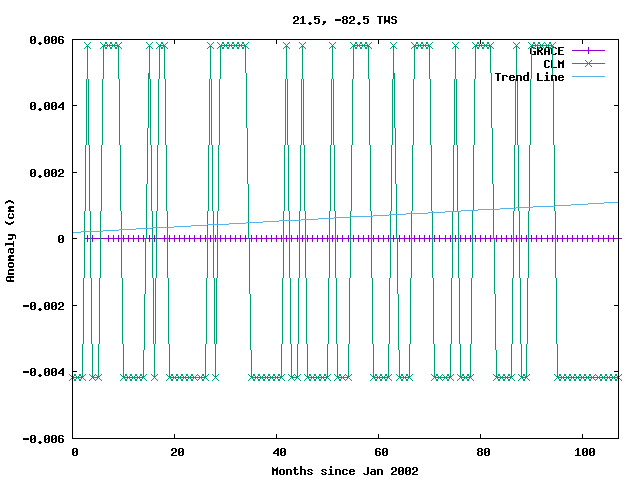 21.5, -82.5 TWS
GRACE
CLM
Trend Line
0.006
0.004
0.002
0
-0.002
-0.004
-0.006
Anomaly (cm)
0 20 40 60 80 100
Months since Jan 2002